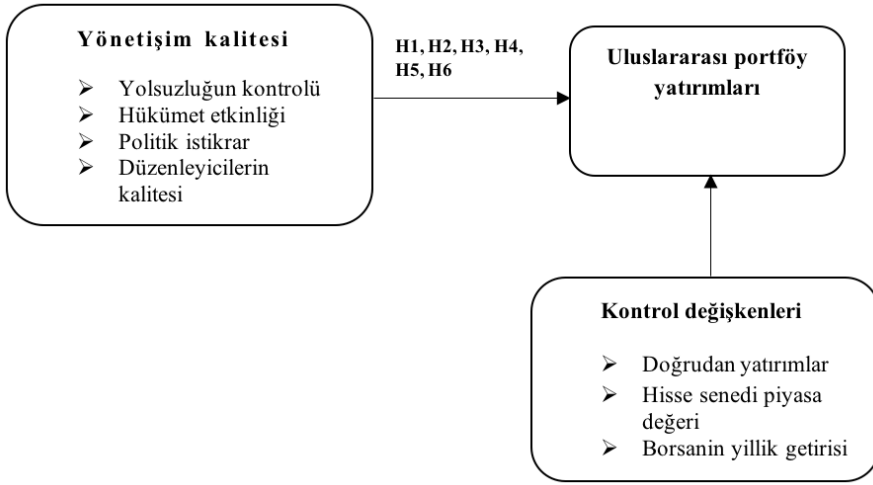 Yönetişim kalitesi
➢ Yolsuzluğun kontrolü
➢ Hükümet etkinliği
➢ Politik istikrar
➢ Düzenleyicilerin
kalitesi
H1, H2, H3, H4,
H5, H6
Uluslararası portföy
yatırımları
Kontrol değişkenleri
➢ Doğrudan yatırımlar
➢ Hisse senedi piyasa
değeri
➢ Borsanin yillik getirisi